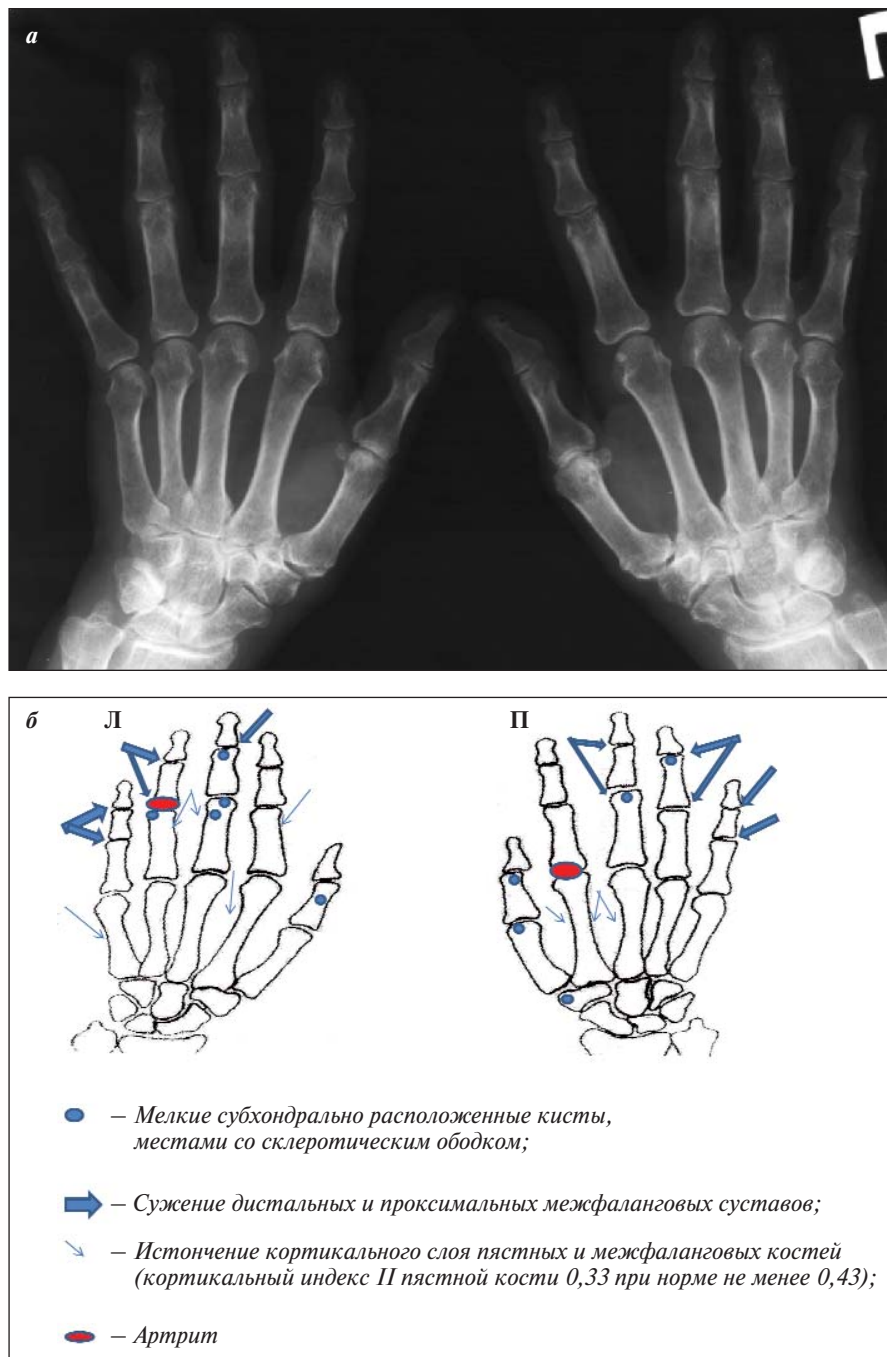 а
П
б
Л
П
– Мелкие субхондрально расположенные кисты,
местами со склеротическим ободком;
– Сужение дистальных и проксимальных межфаланговых суставов;
– Истончение кортикального слоя пястных и межфаланговых костей
(кортикальный индекс II пястной кости 0,33 при норме не менее 0,43);
– Артрит